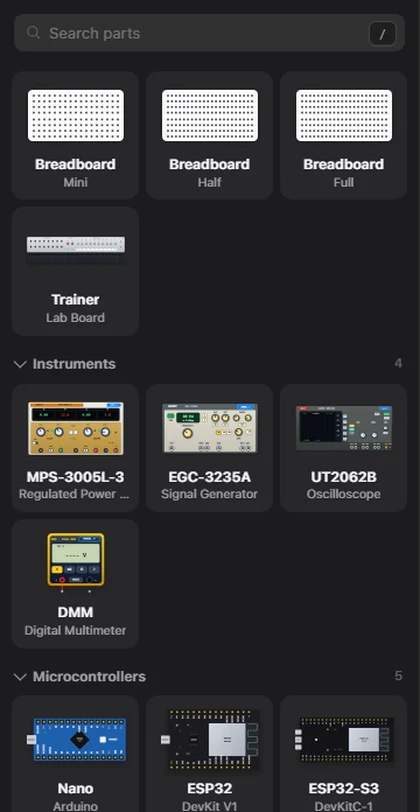 Search parts /
Breadboard Breadboard Breadboard
Mini Half Full
Trainer
Lab Board
Instruments 4
MPS-3005L-3 EGC-3235A UT2062B
Regulated Power ... Signal Generator Oscilloscope
DMM
Digital Multimeter
Microcontrollers 5
Nano ESP32 ESP32-S3
Arduino DevKit V1 DevKitC-1